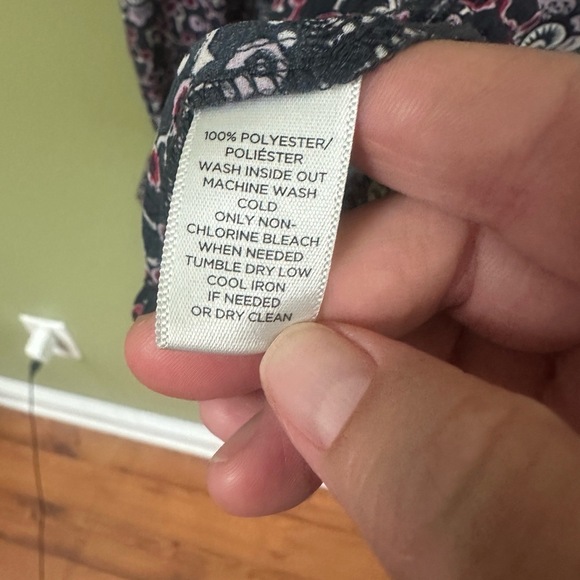 100% POLYESTER/
POLIÉSTER
WASH INSIDE OUT
MACHINE WASH
COLD
ONLY NON-
CHLORINE BLEACH
WHEN NEEDED
TUMBLE DRY LOW
COOL IRON
IF NEEDED
OR DRY CLEAN